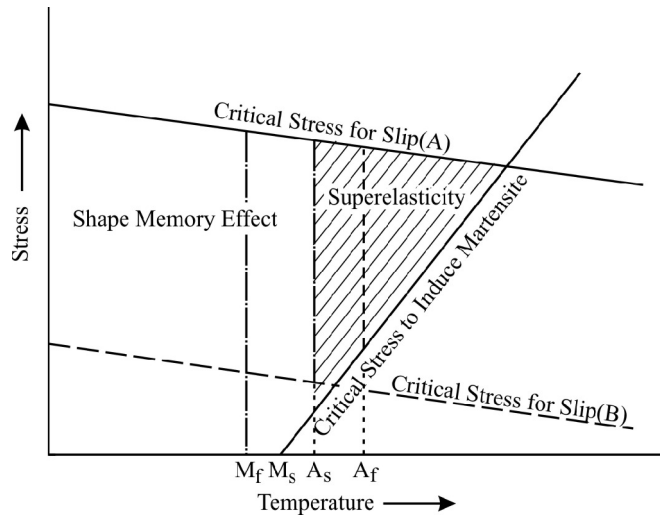 Critical Stress for Slip(A)
Superelasticity
Shape Memory Effect
Stress
Critical Stress to Induce Martensite
Critical Stress for Slip(B)
Mf Ms As Af
Temperature